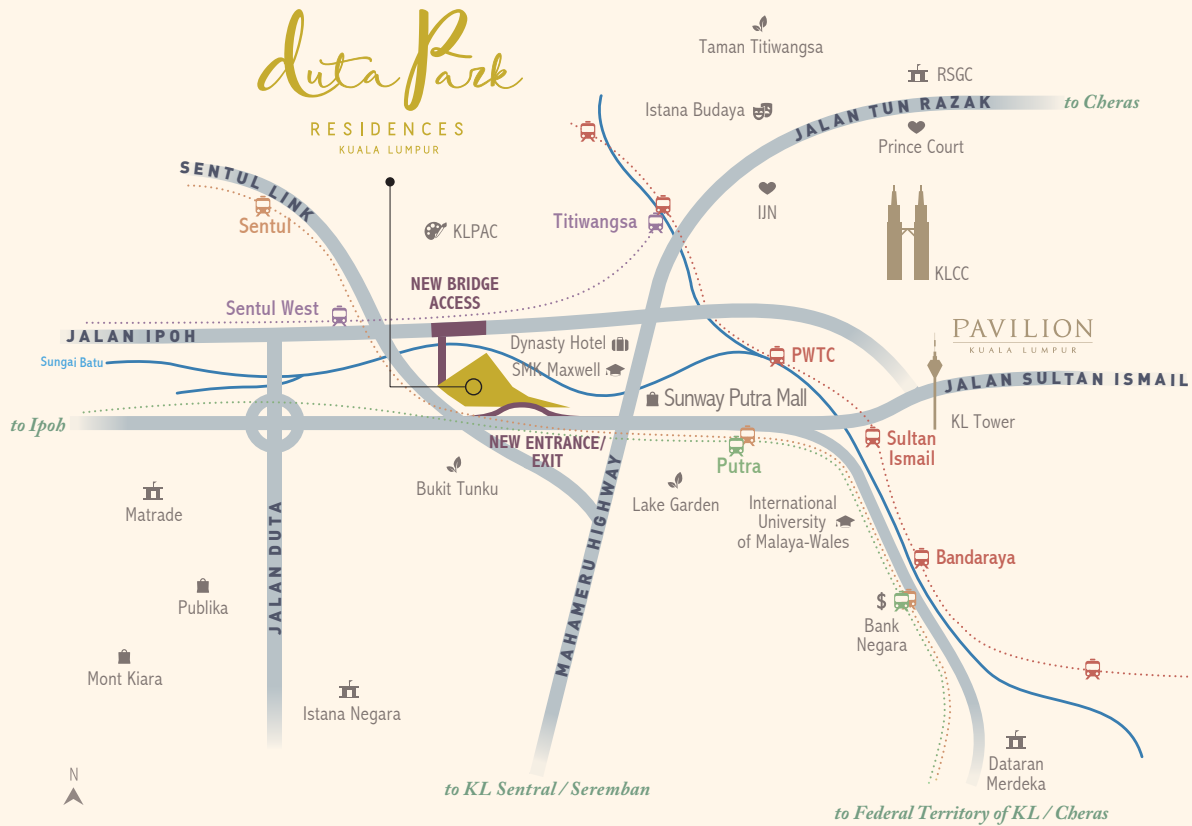 duta Park
RESIDENCES
KUALA LUMPUR
Taman Titiwangsa
RSGC
Istana Budaya
JALAN TUN RAZAK
to Cheras
Prince Court
SENTUL LINK
Sentul
KLPAC
Titiwangsa
IJN
KLCC
NEW BRIDGE
ACCESS
Sentul West
JALAN IPOH
Sungai Batu
Dynasty Hotel
SMK Maxwell
PWTC
PAVILION
KUALA LUMPUR
JALAN SULTAN ISMAIL
Sunway Putra Mall
KL Tower
to Ipoh
NEW ENTRANCE/
EXIT
Putra
Sultan
Ismail
Bukit Tunku
Lake Garden
International
University
of Malaya-Wales
Matrade
JALAN DUTA
MAHAMERU HIGHWAY
Bandaraya
Publika
$
Bank
Negara
Mont Kiara
Istana Negara
Dataran
Merdeka
N
to KL Sentral / Seremban
to Federal Territory of KL / Cheras